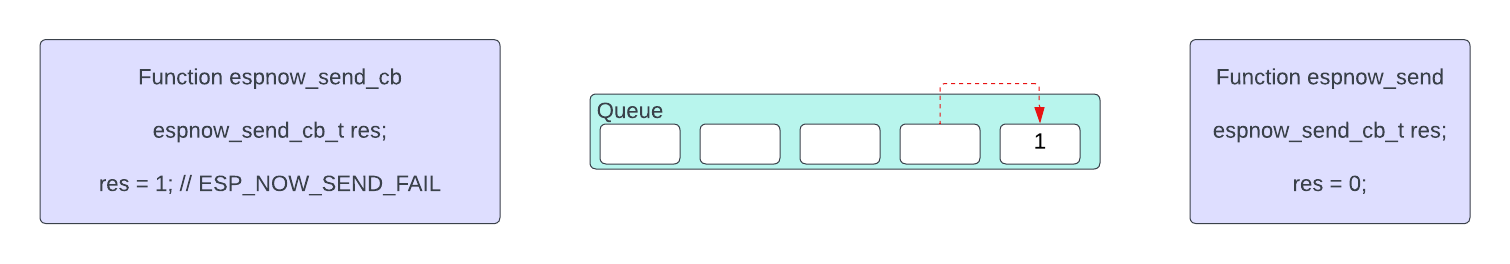 Function espnow_send_cb
espnow_send_cb_t res;
res = 1; // ESP_NOW_SEND_FAIL
Queue
1
Function espnow_send
espnow_send_cb_t res;
res = 0;